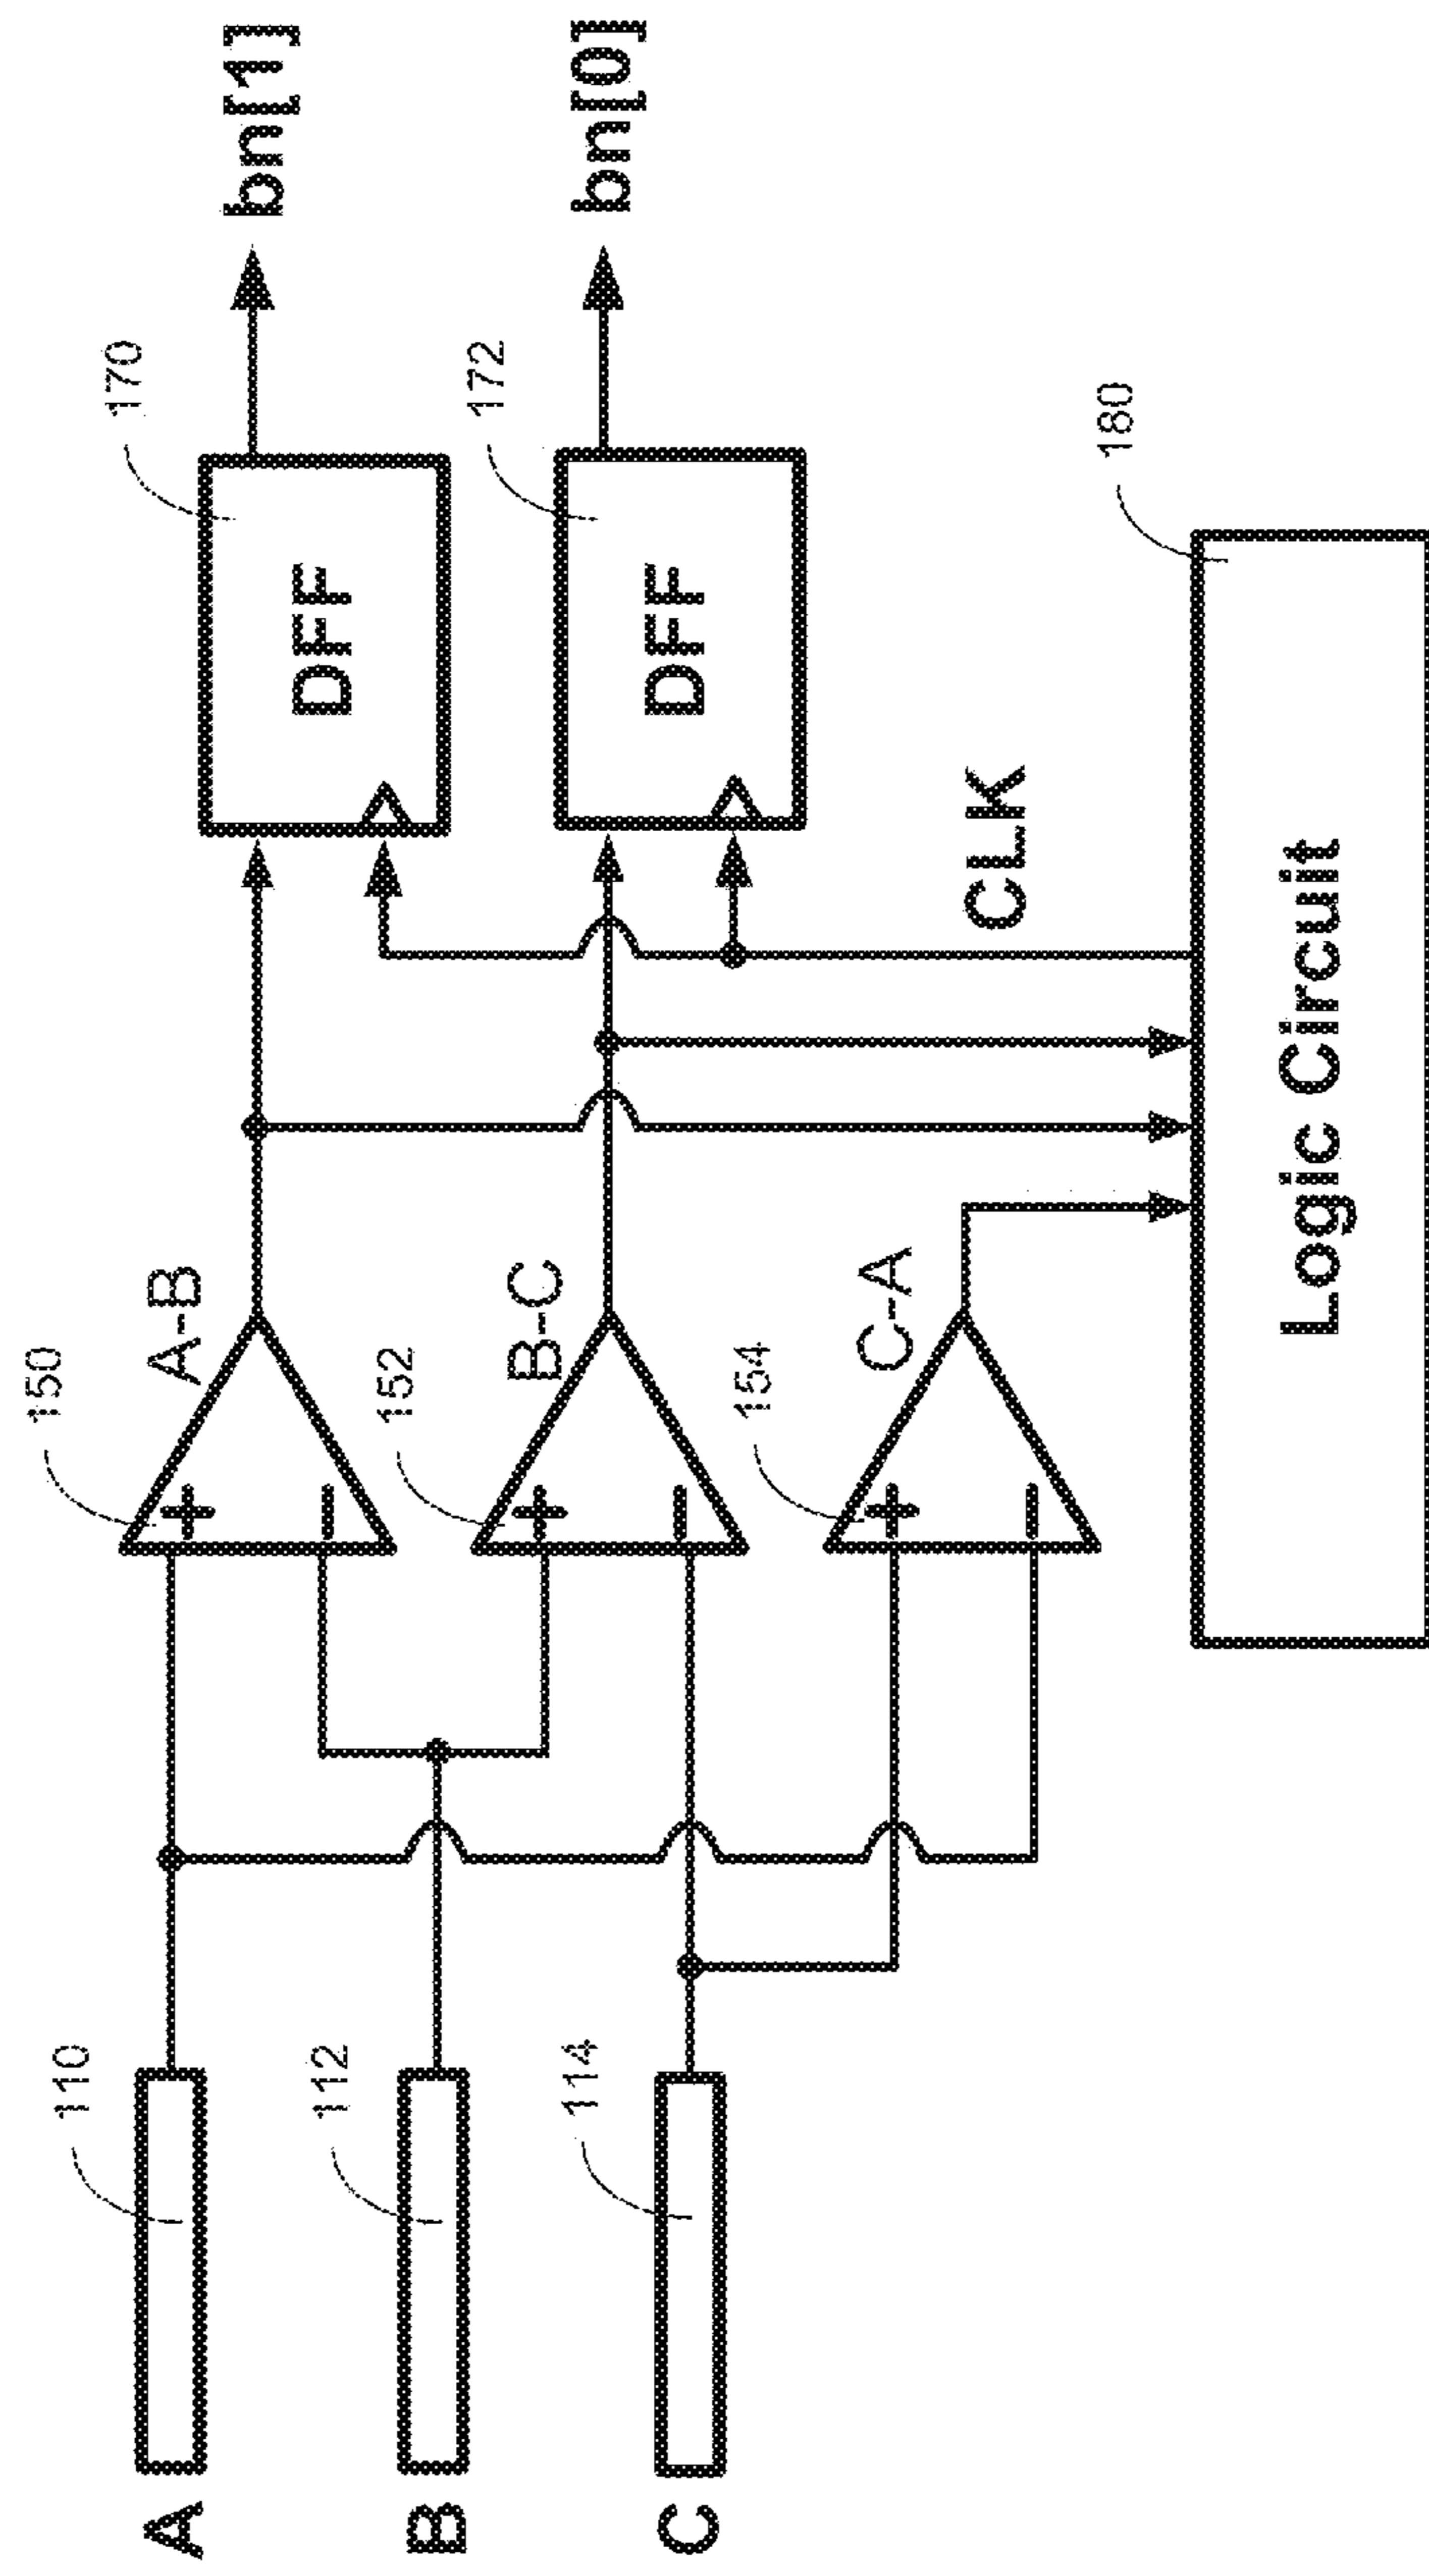 A
110
B
112
C
114
150
A-B
+
−
152
B-C
+
−
154
C-A
+
−
170
DFF
bn[1]
172
DFF
bn[0]
CLK
180
Logic Circuit